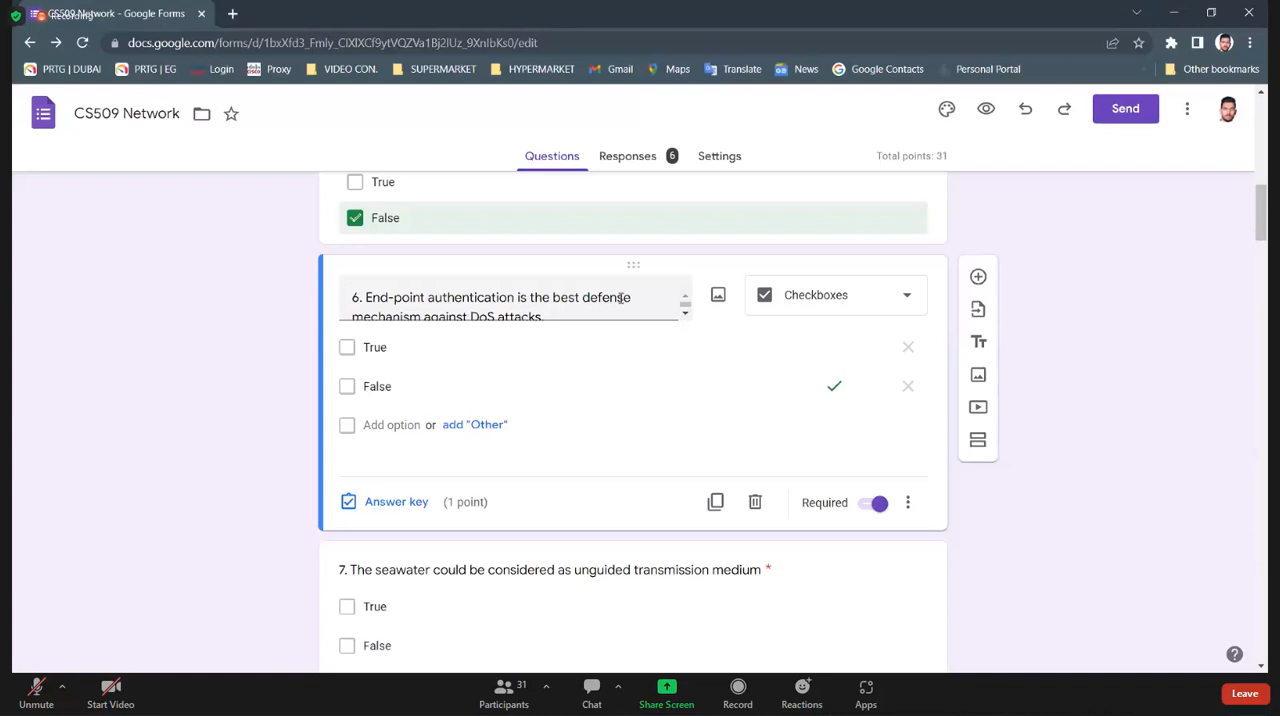 CS509 Network - Google Forms
docs.google.com/forms/d/1bxXfd3_Fmly_ClXlXCf9ytVQZVa1Bj2lUz_9XnIbKs0/edit
PRTG | DUBAI PRTG | EG Login Proxy VIDEO CON. SUPERMARKET HYPERMARKET Gmail Maps Translate News Google Contacts Personal Portal Other bookmarks
CS509 Network Send
Questions Responses 6 Settings Total points: 31
True
False
6. End-point authentication is the best defense
mechanism against DoS attacks.
Checkboxes
True
False
Add option or add "Other"
Answer key (1 point) Required
7. The seawater could be considered as unguided transmission medium *
True
False
31
Unmute Start Video Participants Chat Share Screen Record Reactions Apps Leave